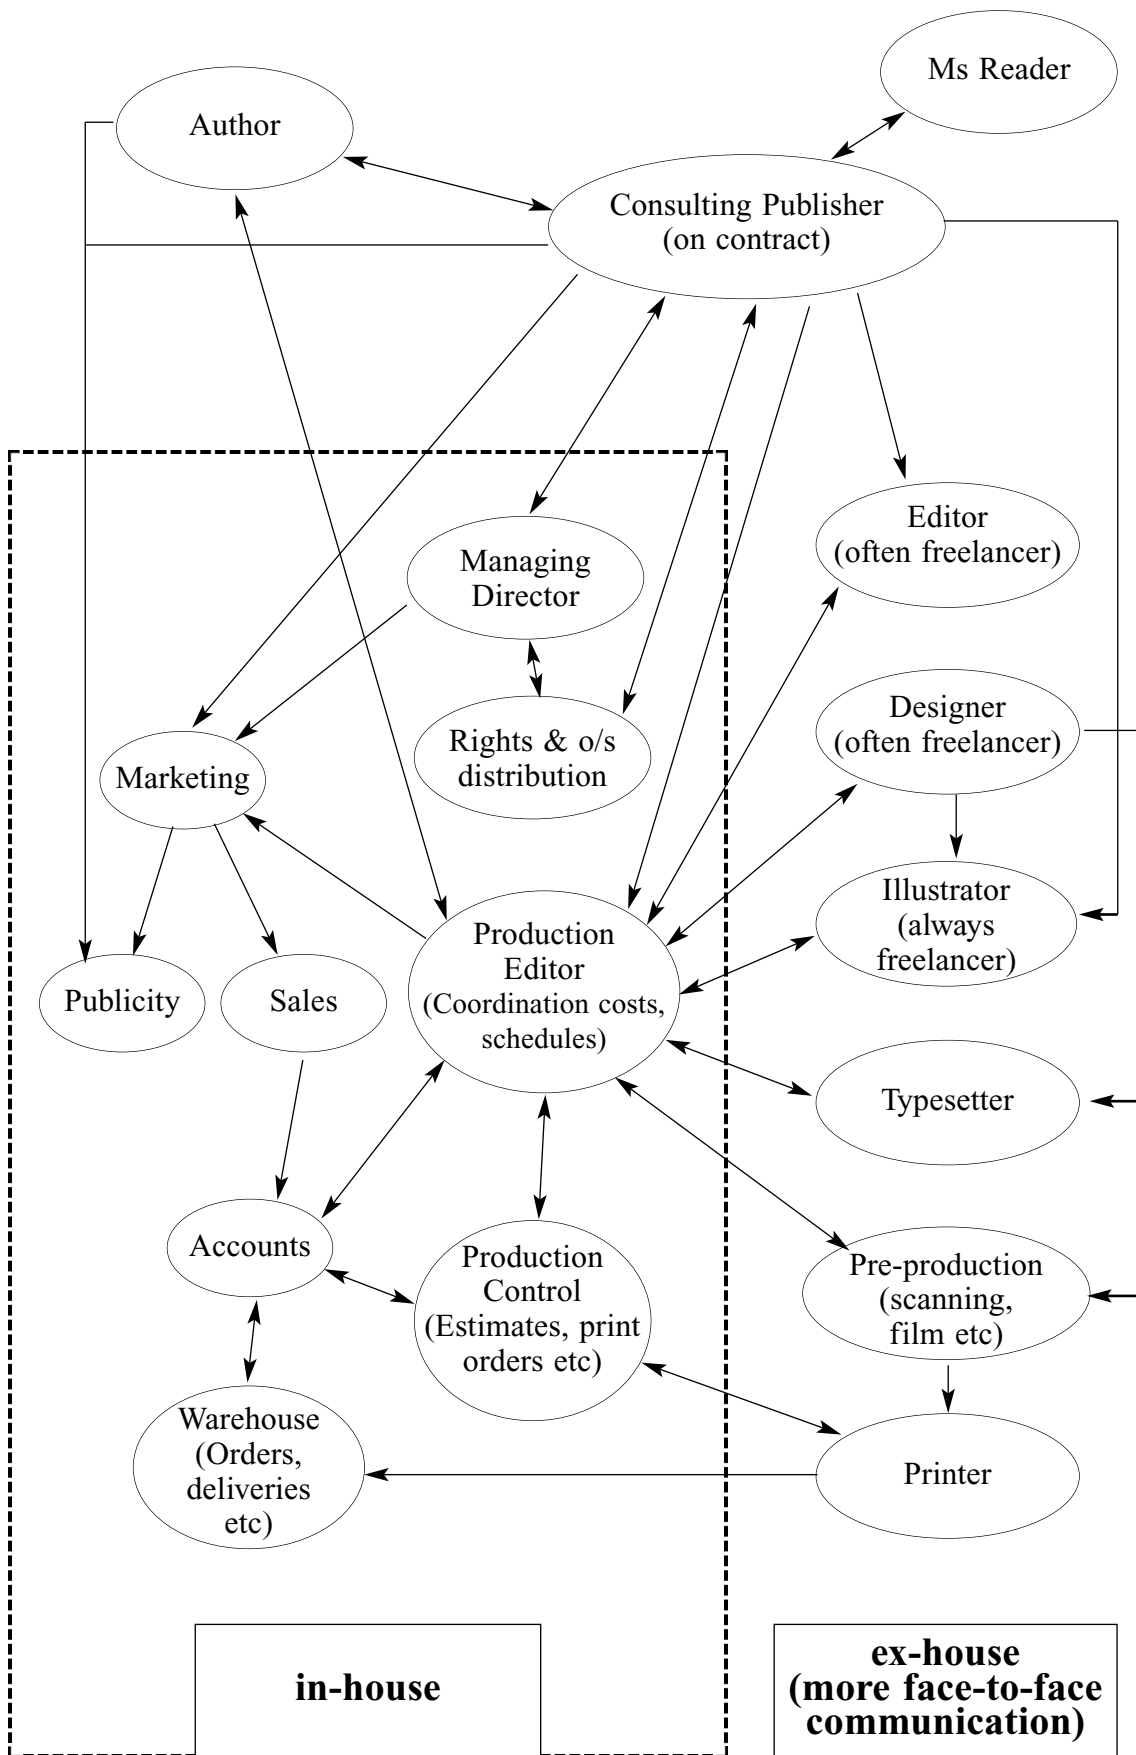 Ms Reader
Author
Consulting Publisher
(on contract)
Editor
(often freelancer)
Managing
Director
Designer
(often freelancer)
Rights & o/s
distribution
Marketing
Illustrator
(always
freelancer)
Production
Editor
(Coordination costs,
schedules)
Publicity
Sales
Typesetter
Accounts
Production
Control
(Estimates, print
orders etc)
Pre-production
(scanning,
film etc)
Warehouse
(Orders,
deliveries
etc)
Printer
in-house
ex-house
(more face-to-face
communication)